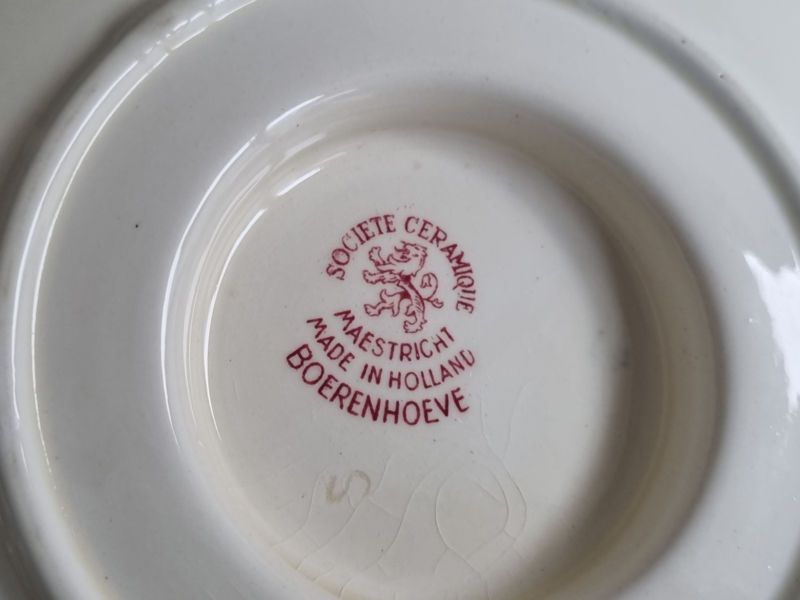 SOCIETE CERAMIQUE
MAESTRICHT
MADE IN HOLLAND
BOERENHOEVE
S